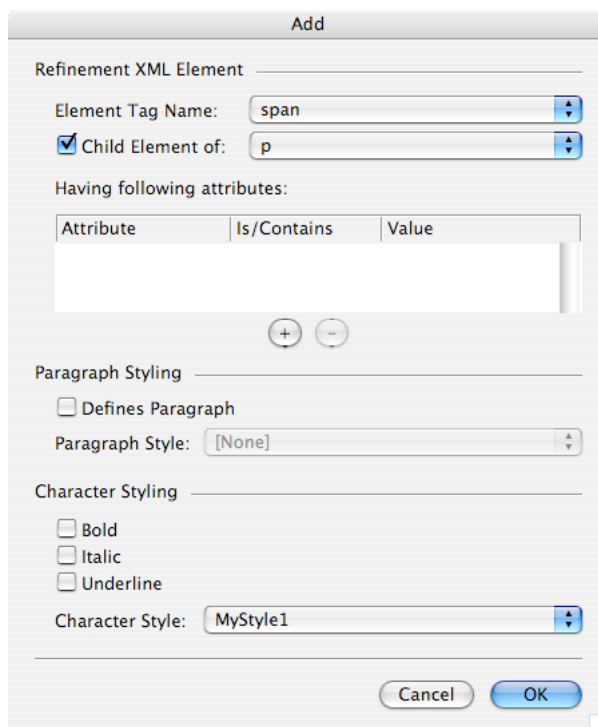 Add
Refinement XML Element
Element Tag Name: span
Child Element of: p
Having following attributes:
Attribute Is/Contains Value
+ -
Paragraph Styling
Defines Paragraph
Paragraph Style: [None]
Character Styling
Bold
Italic
Underline
Character Style: MyStyle1
Cancel OK